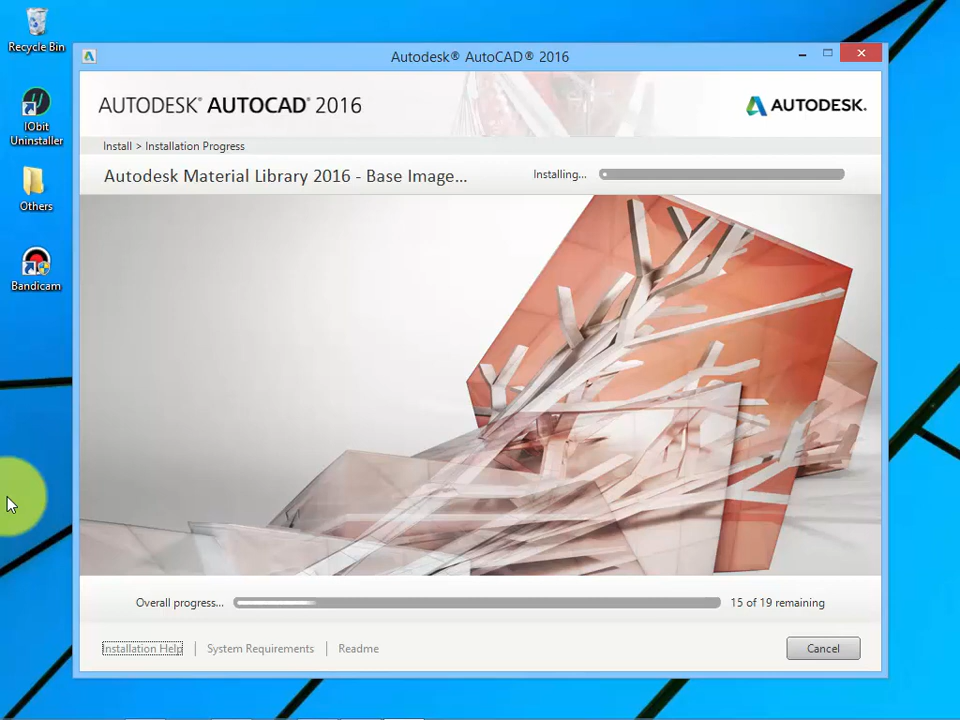 Recycle Bin
IObit
Uninstaller
Others
Bandicam
Autodesk® AutoCAD® 2016
AUTODESK® AUTOCAD® 2016
AUTODESK.
Install > Installation Progress
Autodesk Material Library 2016 - Base Image...
Installing...
Overall progress...
15 of 19 remaining
Installation Help
System Requirements
Readme
Cancel